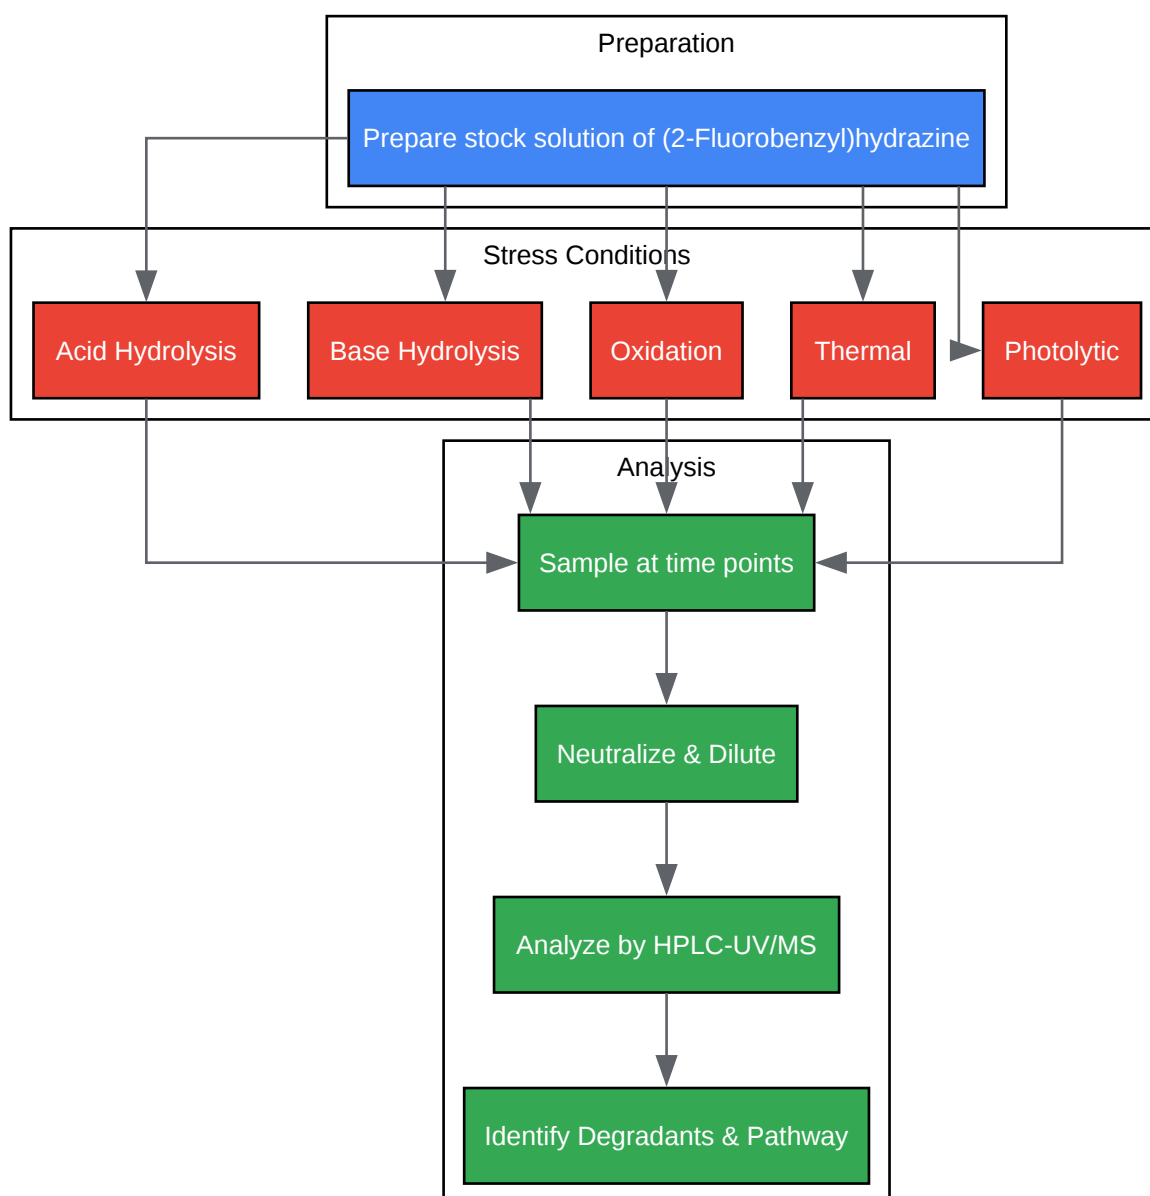 Preparation
Prepare stock solution of (2-Fluorobenzyl)hydrazine
Stress Conditions
Acid Hydrolysis
Base Hydrolysis
Oxidation
Thermal
Photolytic
Analysis
Sample at time points
Neutralize & Dilute
Analyze by HPLC-UV/MS
Identify Degradants & Pathway